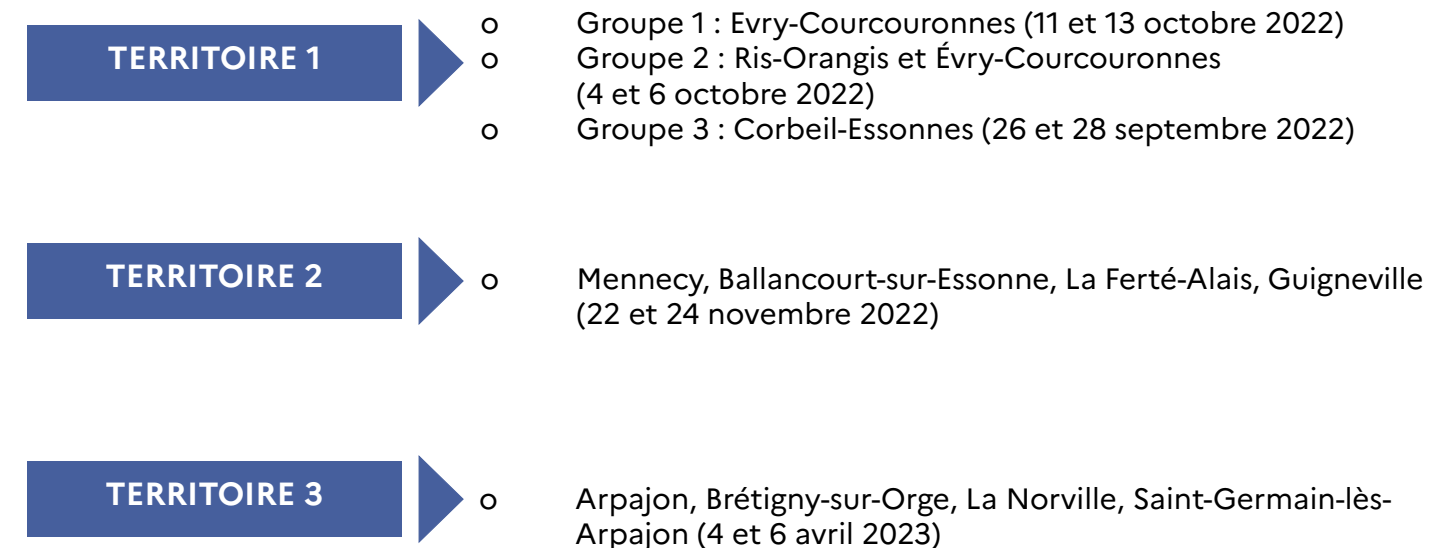 TERRITOIRE 1
o Groupe 1 : Evry-Courcouronnes (11 et 13 octobre 2022)
o Groupe 2 : Ris-Orangis et Évry-Courcouronnes
(4 et 6 octobre 2022)
o Groupe 3 : Corbeil-Essonnes (26 et 28 septembre 2022)
TERRITOIRE 2
o Mennecy, Ballancourt-sur-Essonne, La Ferté-Alais, Guigneville
(22 et 24 novembre 2022)
TERRITOIRE 3
o Arpajon, Brétigny-sur-Orge, La Norville, Saint-Germain-lès-
Arpajon (4 et 6 avril 2023)